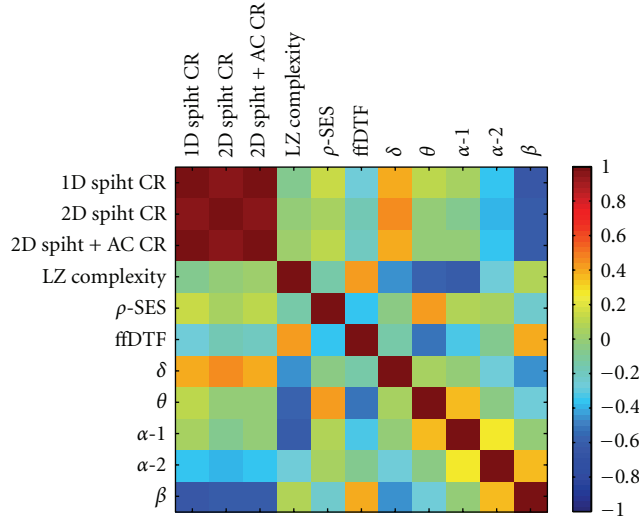 1D spiht CR
2D spiht CR
2D spiht + AC CR
LZ complexity
ρ-SES
ffDTF
δ
θ
α-1
α-2
β
1D spiht CR
2D spiht CR
2D spiht + AC CR
LZ complexity
ρ-SES
ffDTF
δ
θ
α-1
α-2
β
1
0.8
0.6
0.4
0.2
0
−0.2
−0.4
−0.6
−0.8
−1